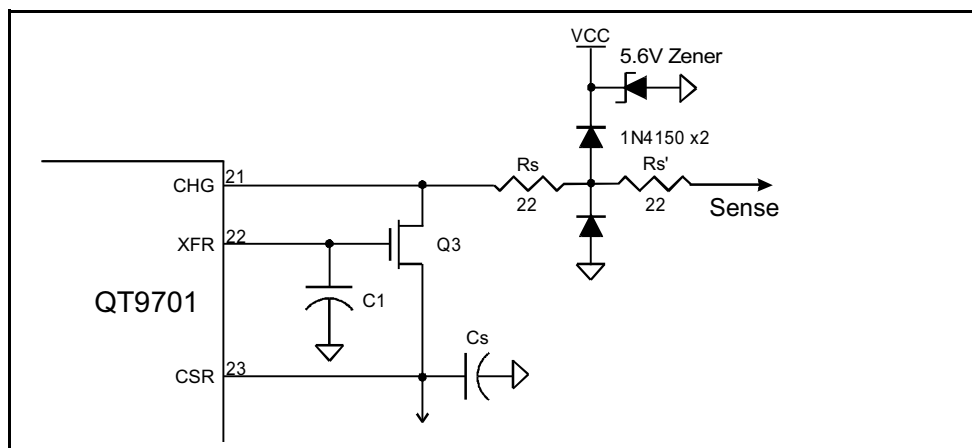 VCC
5.6V Zener
1N4150 x2
CHG
21
Rs
22
Rs'
22
Sense
XFR
22
Q3
QT9701
C1
Cs
CSR
23